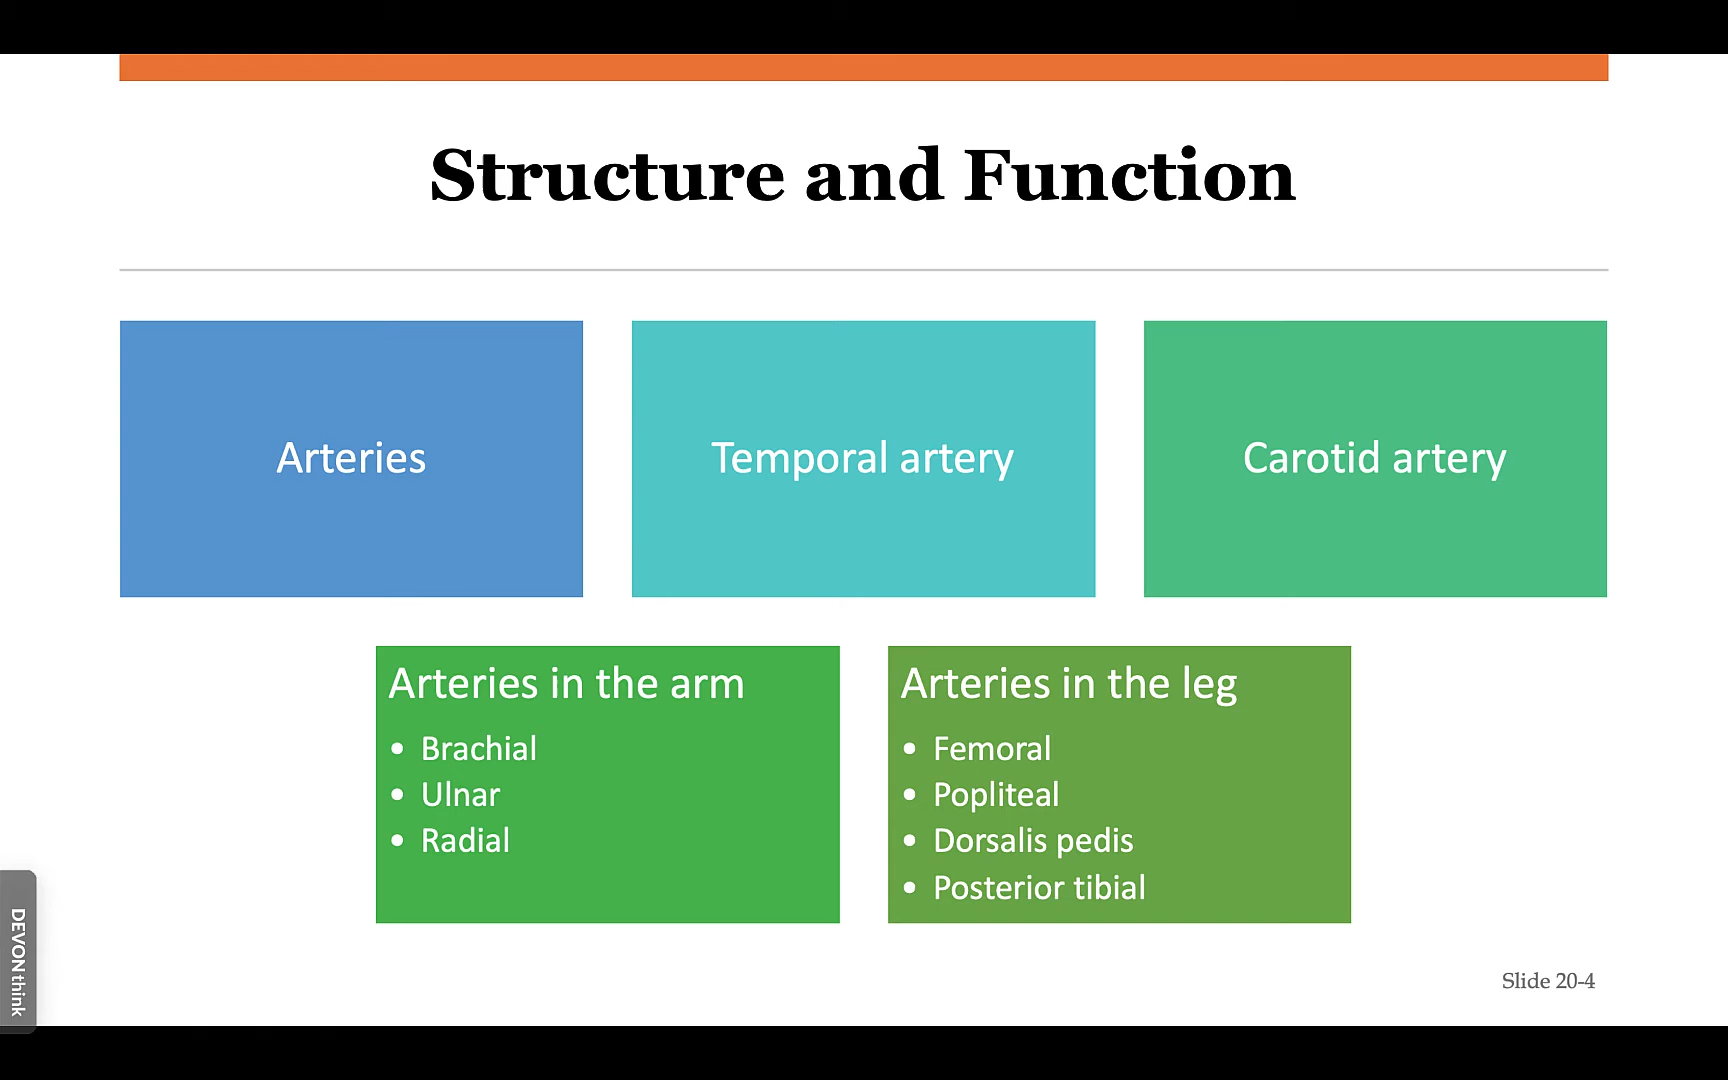 Structure and Function
Arteries
Temporal artery
Carotid artery
Arteries in the arm
• Brachial
• Ulnar
• Radial
Arteries in the leg
• Femoral
• Popliteal
• Dorsalis pedis
• Posterior tibial
DEVONthink
Slide 20-4